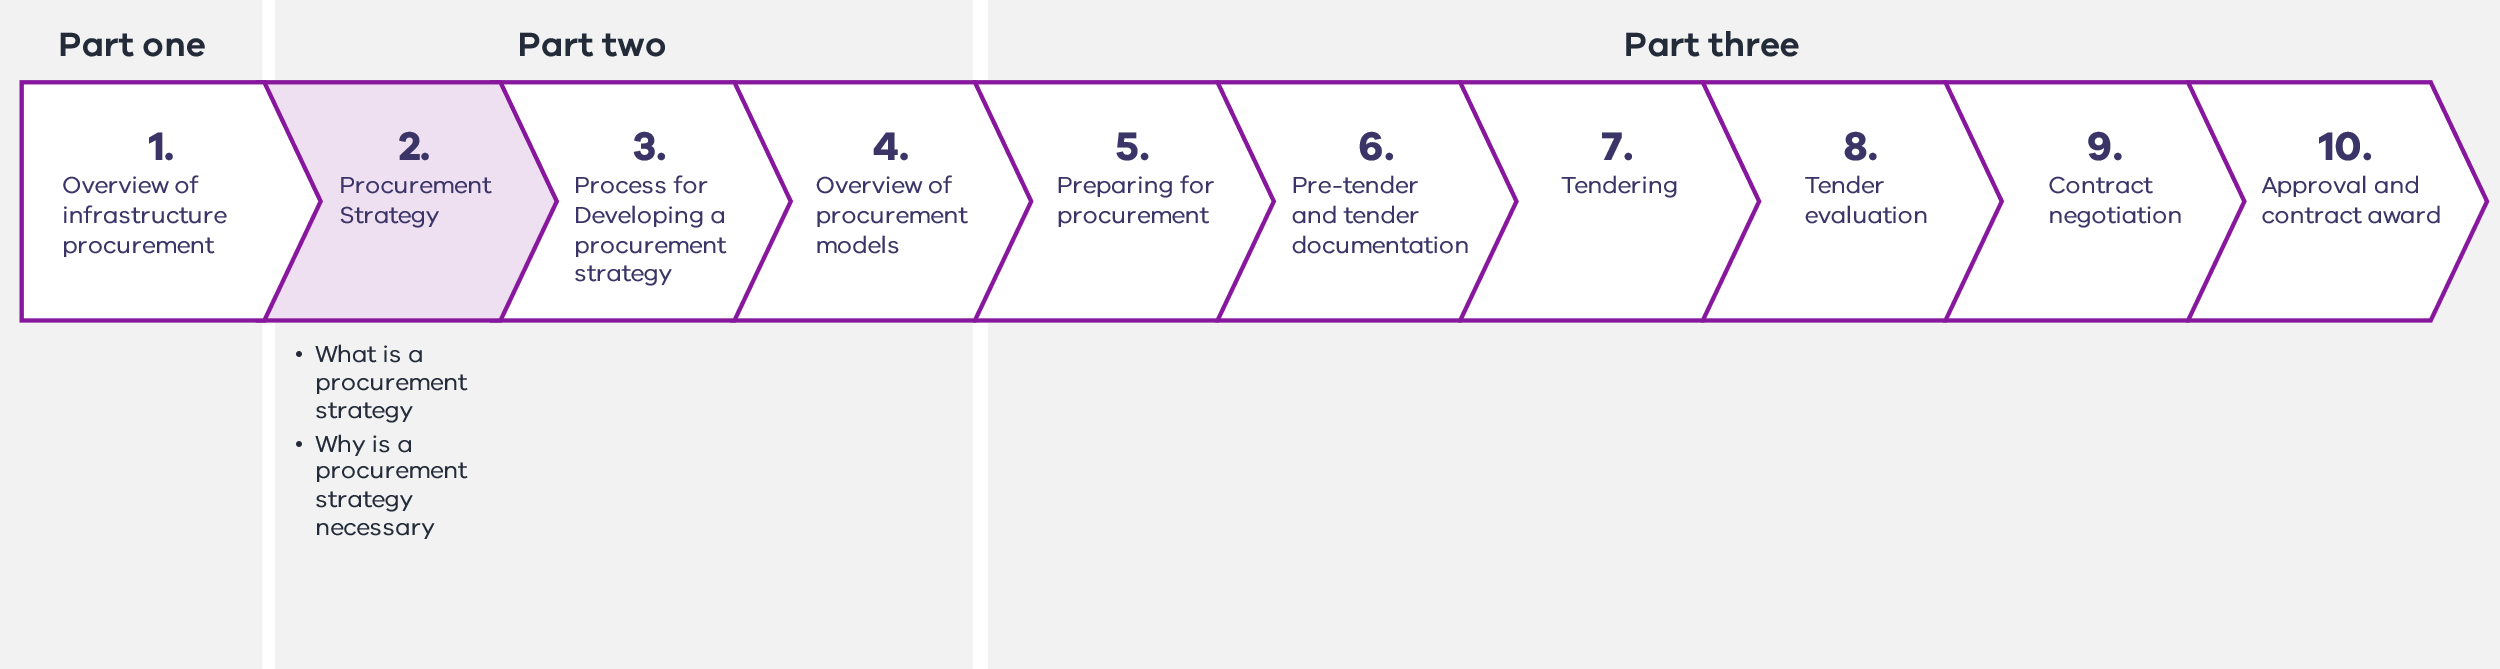 Part one
Part two
Part three
1.
Overview of
infrastructure
procurement
2.
Procurement
Strategy
3.
Process for
Developing a
procurement
strategy
4.
Overview of
procurement
models
5.
Preparing for
procurement
6.
Pre-tender
and tender
documentation
7.
Tendering
8.
Tender
evaluation
9.
Contract
negotiation
10.
Approval and
contract award
• What is a
procurement
strategy
• Why is a
procurement
strategy
necessary